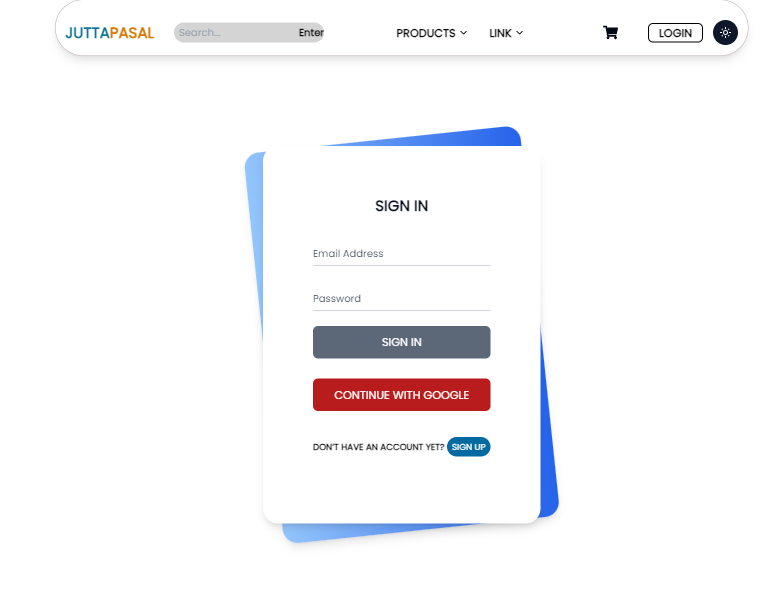 JUTTAPASAL Search... Enter PRODUCTS LINK LOGIN
SIGN IN
Email Address
Password
SIGN IN
CONTINUE WITH GOOGLE
DON'T HAVE AN ACCOUNT YET? SIGN UP